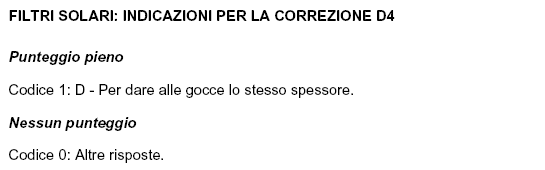 FILTRI SOLARI: INDICAZIONI PER LA CORREZIONE D4
Punteggio pieno
Codice 1: D - Per dare alle gocce lo stesso spessore.
Nessun punteggio
Codice 0: Altre risposte.